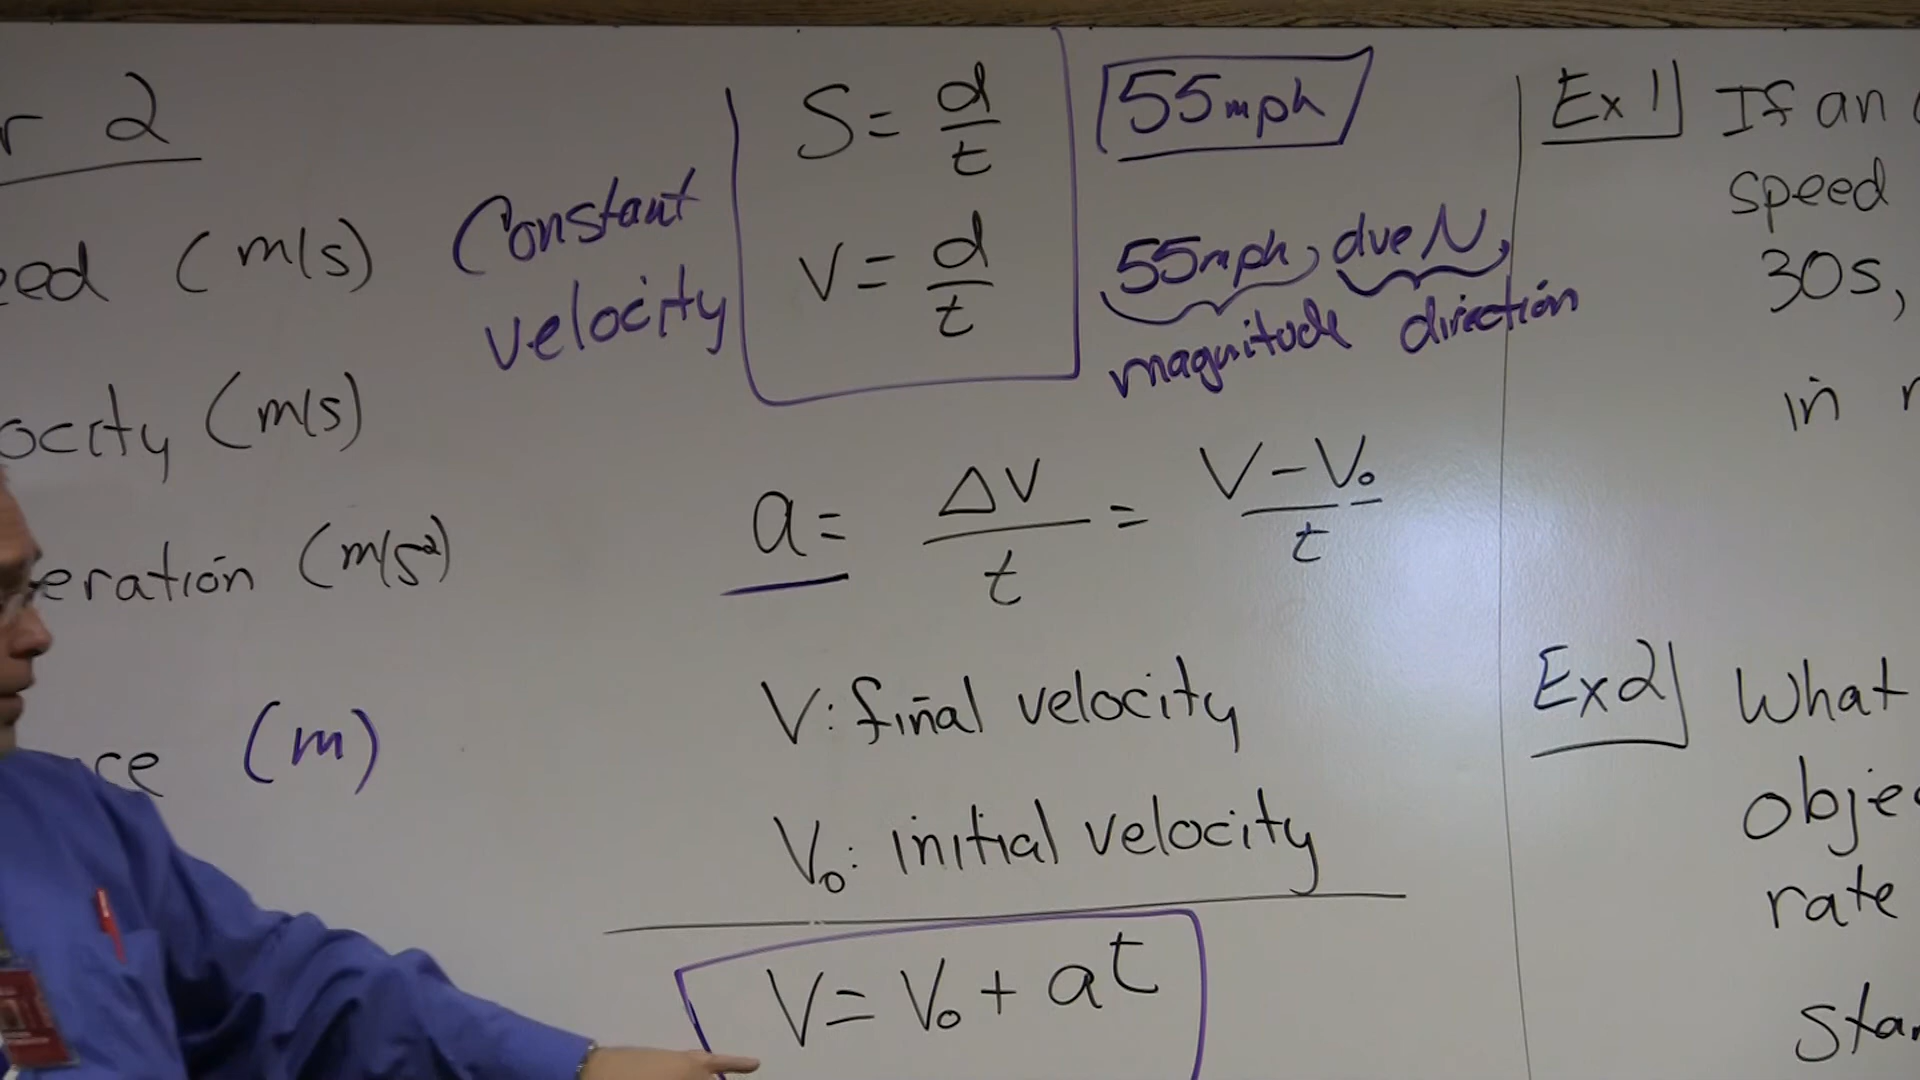 r 2
eed (m/s)
ocity (m/s)
eration (m/s²)
ce (m)
Constant
velocity
S = d/t
V = d/t
55mph
55mph, due N,
magnitude direction
a = ΔV/t = V - V₀/t
V: final velocity
V₀: initial velocity
V = V₀ + at
Ex 1 If an
speed
30s,
in
Ex 2 What
obje
rate
sta